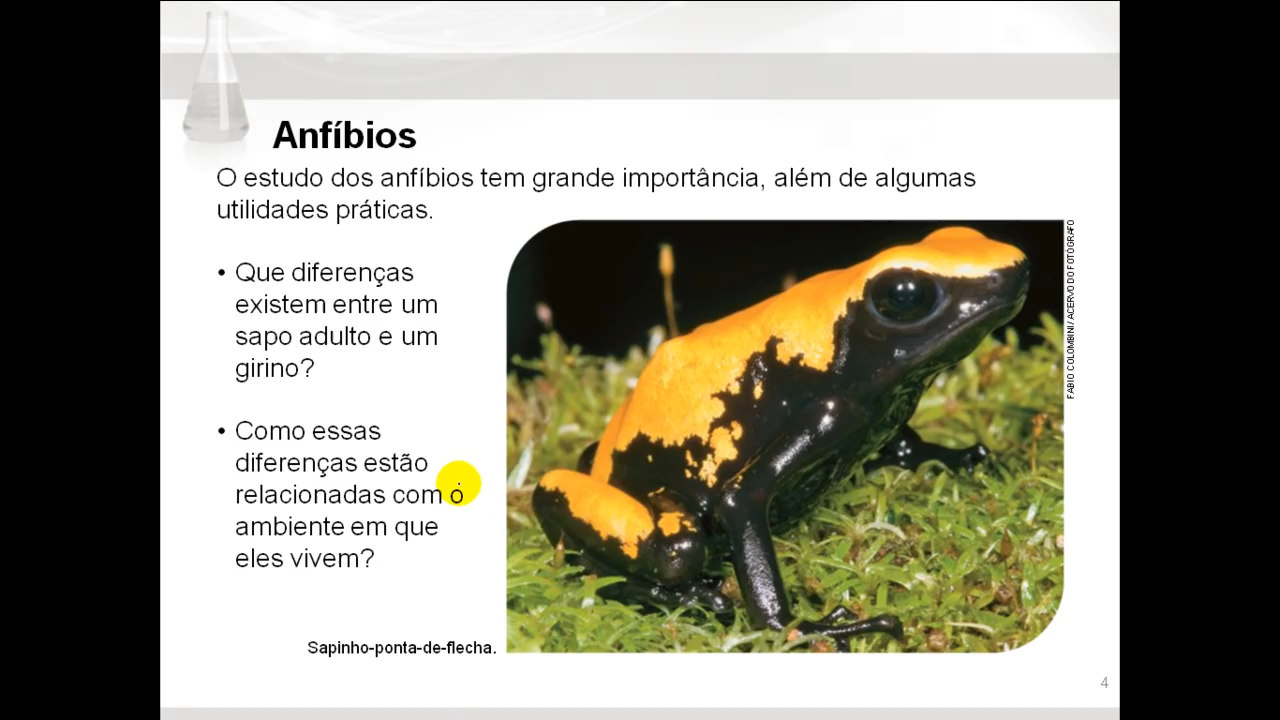 Anfíbios
O estudo dos anfíbios tem grande importância, além de algumas
utilidades práticas.
• Que diferenças
existem entre um
sapo adulto e um
girino?
• Como essas
diferenças estão
relacionadas com o
ambiente em que
eles vivem?
Sapinho-ponta-de-flecha.
FABIO COLOMBINI/ ACERVO DO FOTÓGRAFO
4